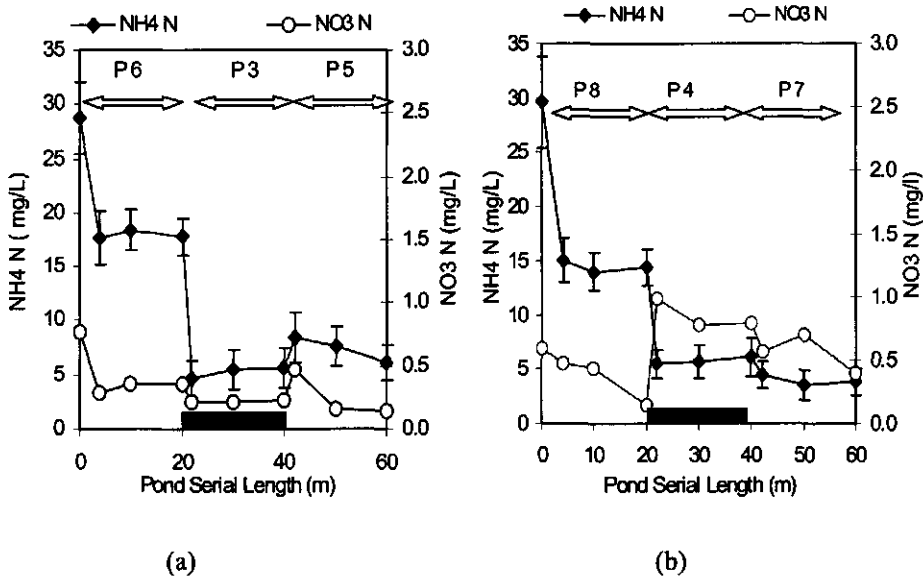 NH4 N NO3 N
35 3.0
P6 P3 P5
30 2.5
25 2.0
20 1.5
15
10 1.0
5 0.5
0 0.0
NH4 N ( mg/L)
NO3 N (mg/L)
0 20 40 60
Pond Serial Length (m)
(a)
NH4 N NO3 N
35 3.0
P8 P4 P7
30 2.5
25 2.0
20 1.5
15
10 1.0
5 0.5
0 0.0
NH4 N (mg/L)
NO3 N (mg/l)
0 10 20 30 40 50 60
Pond Serial Length (m)
(b)